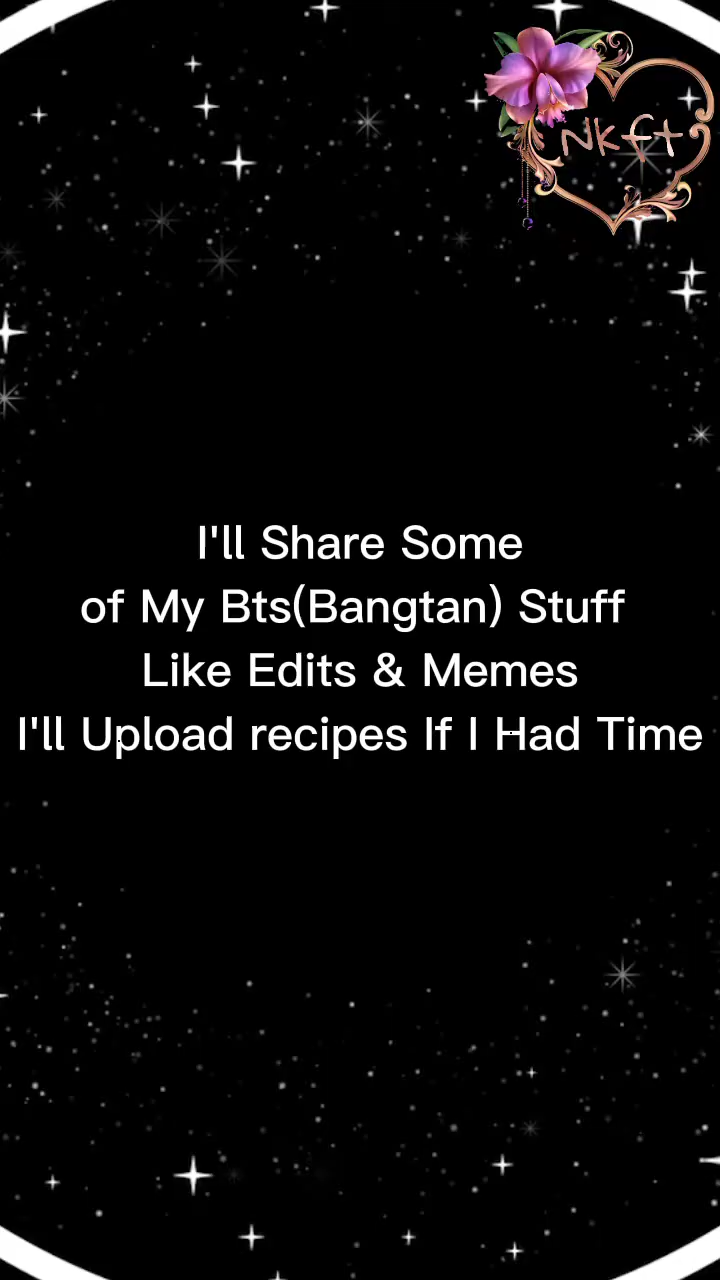 Nkft
I'll Share Some
of My Bts(Bangtan) Stuff
Like Edits & Memes
I'll Upload recipes If I Had Time